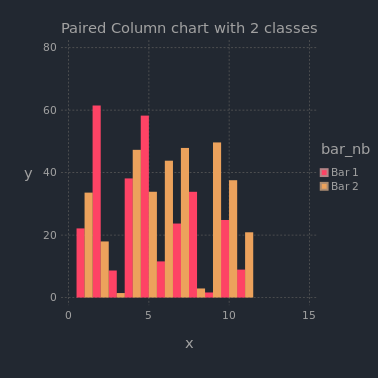 Paired Column chart with 2 classes
80
60
40
20
0
y
0 5 10 15
x
bar_nb
Bar 1
Bar 2